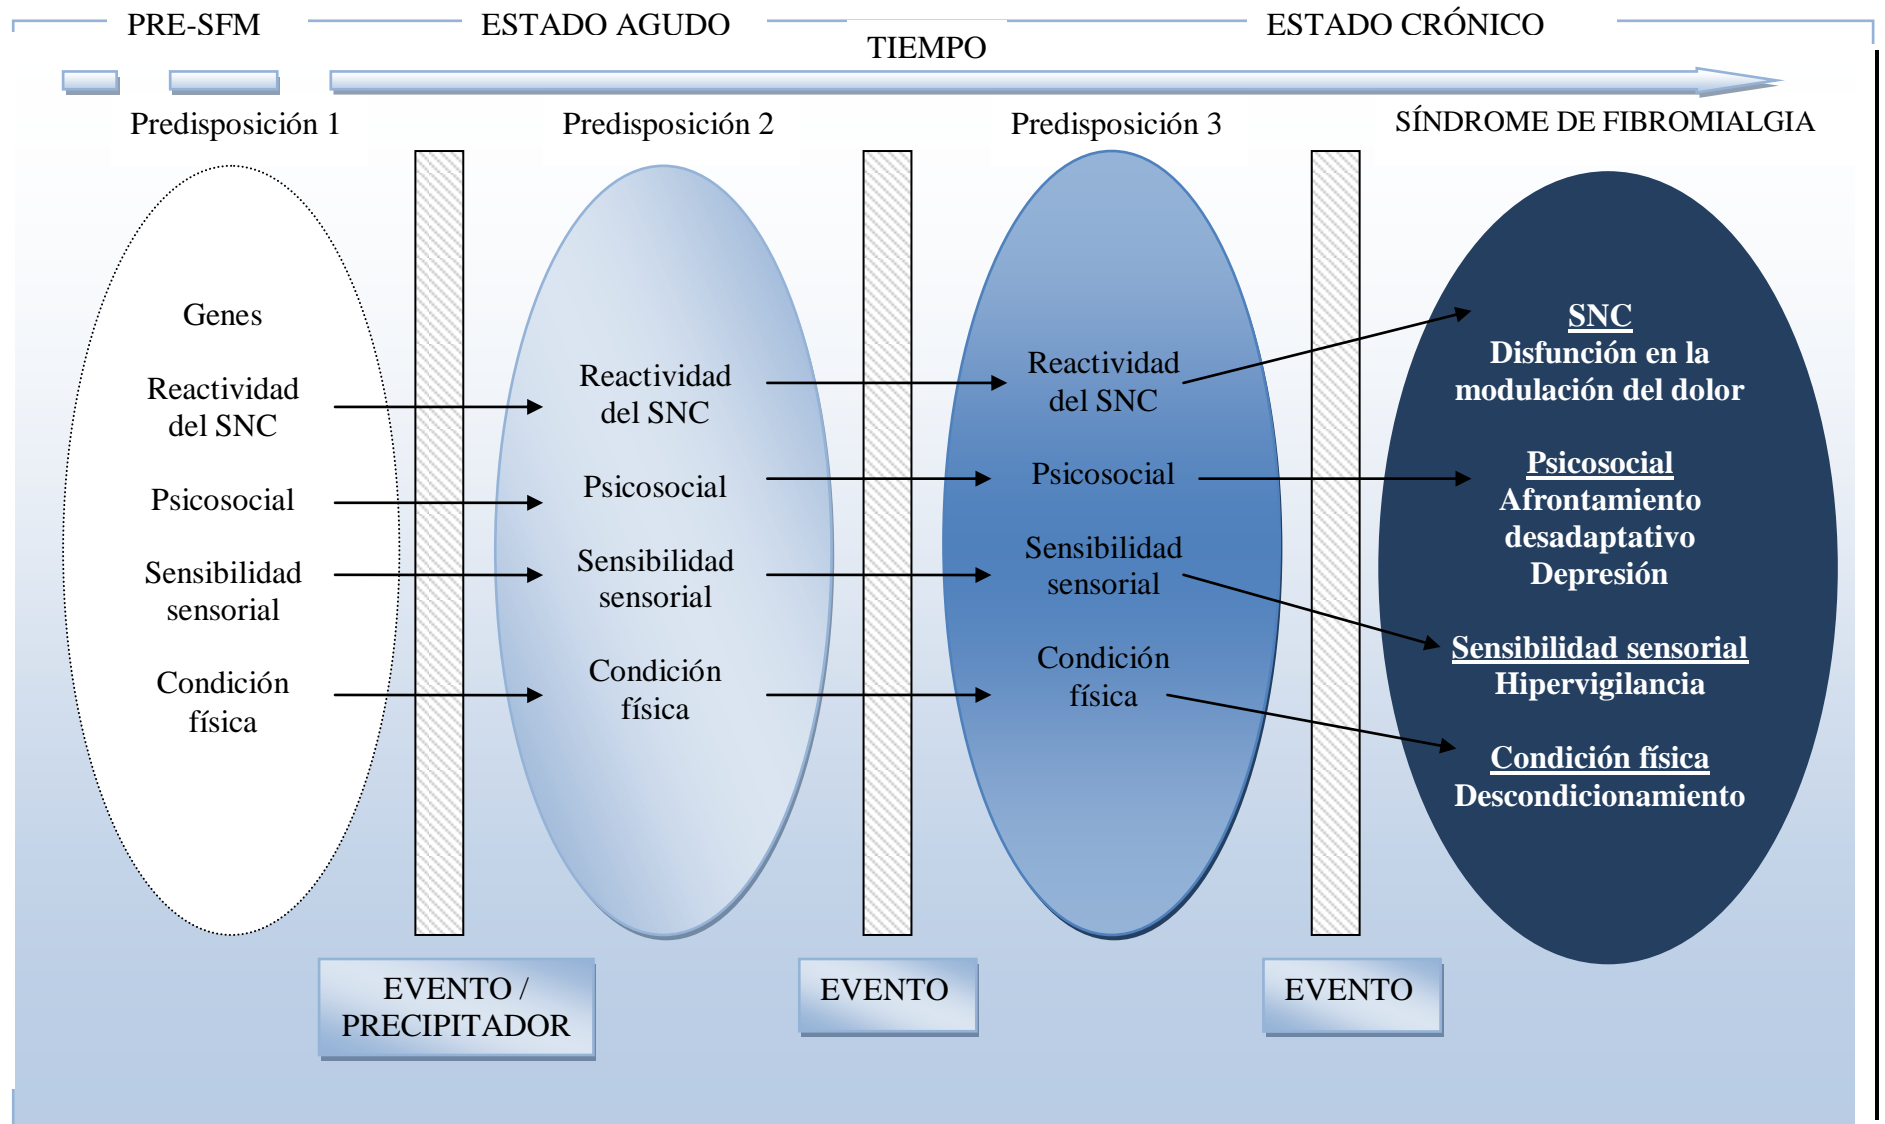 PRE-SFM
ESTADO AGUDO
TIEMPO
ESTADO CRÓNICO
Predisposición 1
Predisposición 2
Predisposición 3
SÍNDROME DE FIBROMIALGIA
Genes
Reactividad
del SNC
Psicosocial
Sensibilidad
sensorial
Condición
física
Reactividad
del SNC
Psicosocial
Sensibilidad
sensorial
Condición
física
Reactividad
del SNC
Psicosocial
Sensibilidad
sensorial
Condición
física
SNC
Disfunción en la
modulación del dolor
Psicosocial
Afrontamiento
desadaptativo
Depresión
Sensibilidad sensorial
Hipervigilancia
Condición física
Descondicionamiento
EVENTO /
PRECIPITADOR
EVENTO
EVENTO